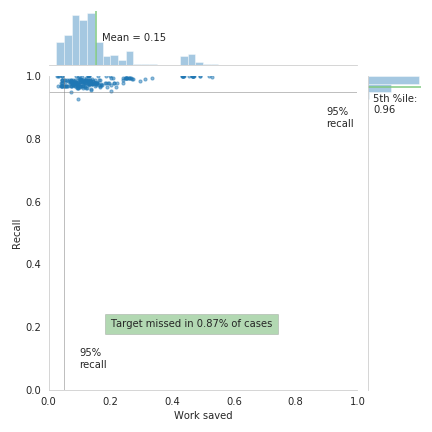 Mean = 0.15
5th %ile:
0.96
95%
recall
Target missed in 0.87% of cases
95%
recall
1.0
0.8
0.6
0.4
0.2
0.0
Recall
0.0
0.2
0.4
0.6
0.8
1.0
Work saved